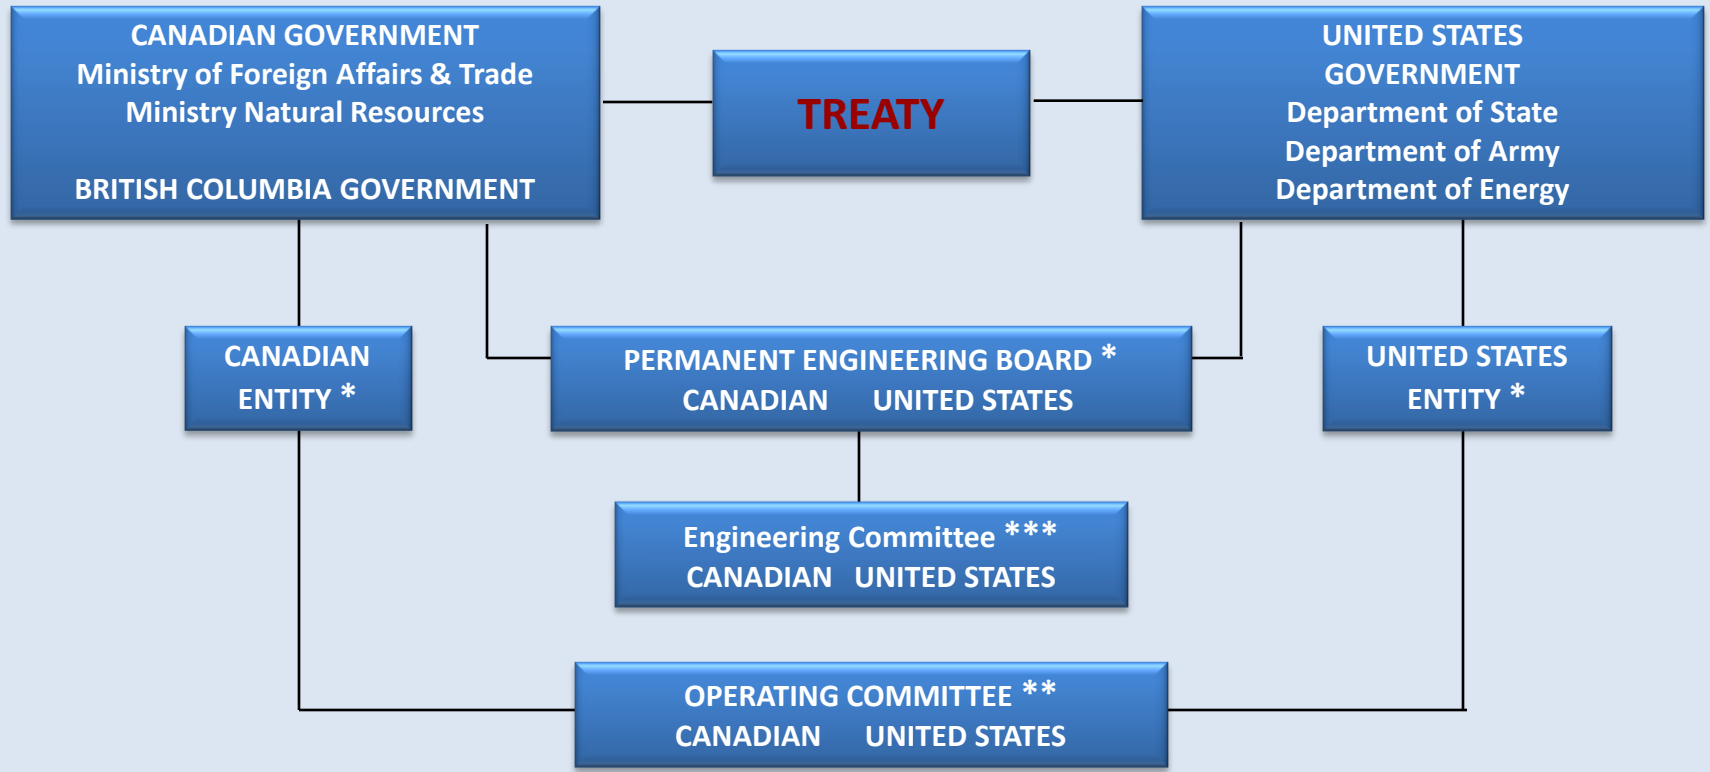 CANADIAN GOVERNMENT
Ministry of Foreign Affairs & Trade
Ministry Natural Resources
BRITISH COLUMBIA GOVERNMENT
TREATY
UNITED STATES
GOVERNMENT
Department of State
Department of Army
Department of Energy
CANADIAN
ENTITY *
PERMANENT ENGINEERING BOARD *
CANADIAN UNITED STATES
UNITED STATES
ENTITY *
Engineering Committee ***
CANADIAN UNITED STATES
OPERATING COMMITTEE **
CANADIAN UNITED STATES